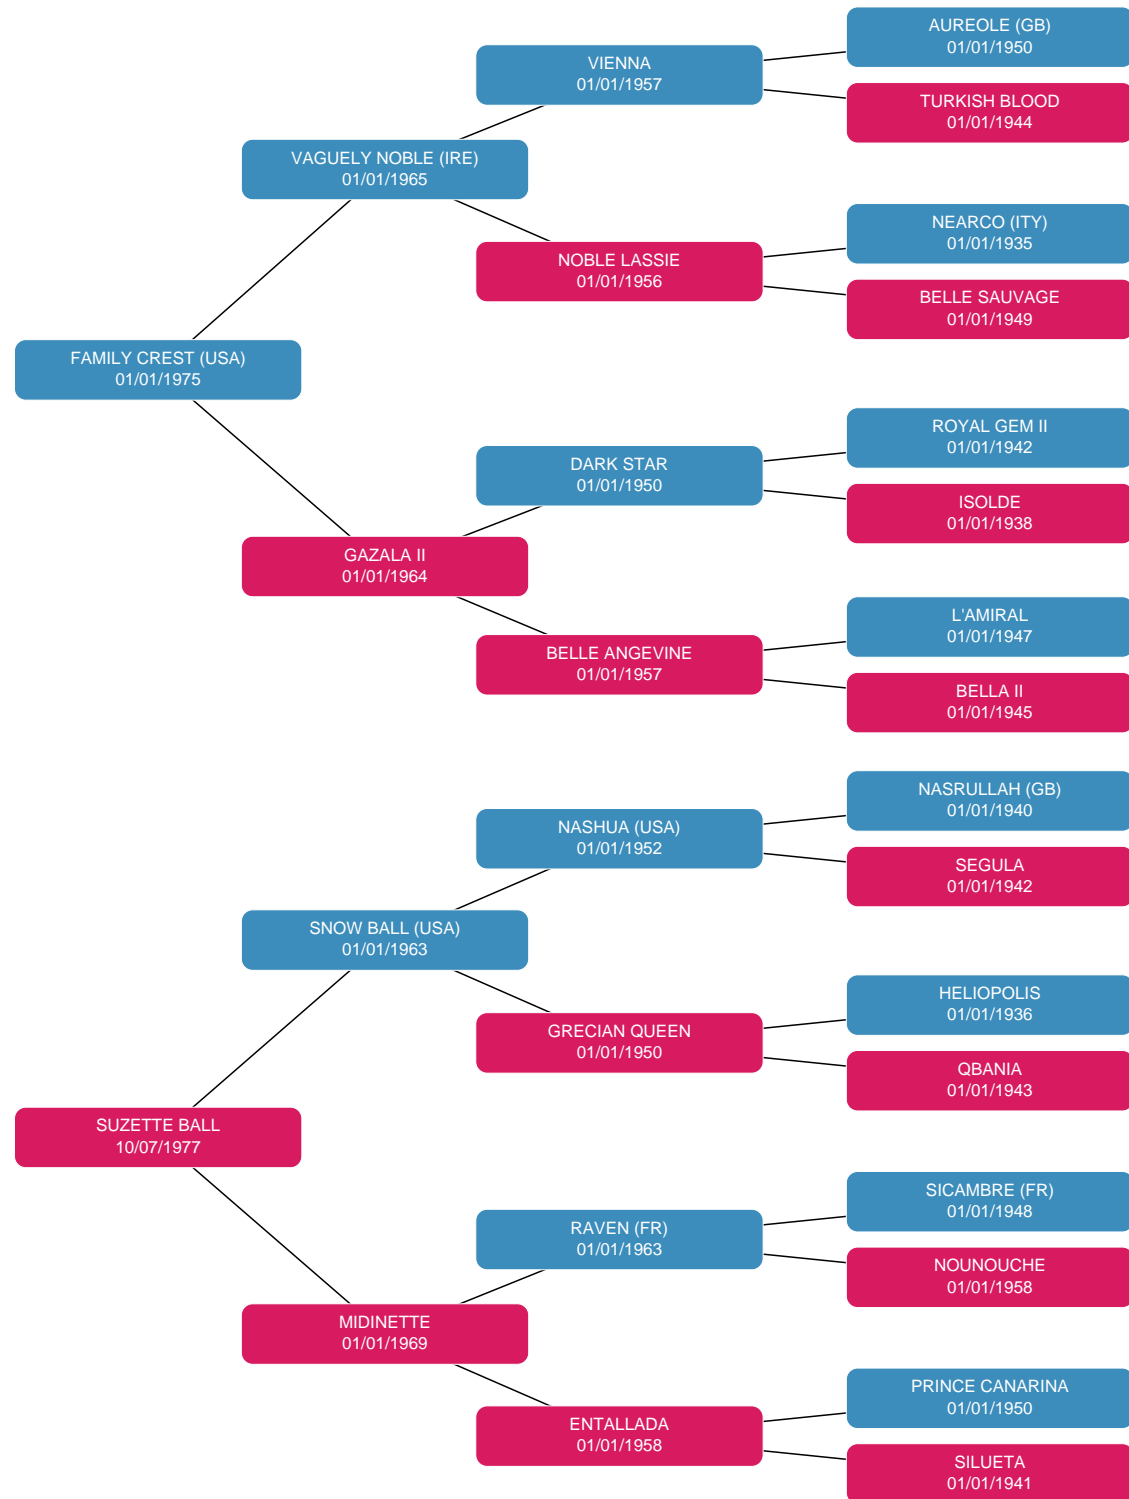 AUREOLE (GB)
01/01/1950
VIENNA
01/01/1957
TURKISH BLOOD
01/01/1944
VAGUELY NOBLE (IRE)
01/01/1965
NEARCO (ITY)
01/01/1935
NOBLE LASSIE
01/01/1956
BELLE SAUVAGE
01/01/1949
FAMILY CREST (USA)
01/01/1975
ROYAL GEM II
01/01/1942
DARK STAR
01/01/1950
ISOLDE
01/01/1938
GAZALA II
01/01/1964
L'AMIRAL
01/01/1947
BELLE ANGEVINE
01/01/1957
BELLA II
01/01/1945
NASRULLAH (GB)
01/01/1940
NASHUA (USA)
01/01/1952
SEGULA
01/01/1942
SNOW BALL (USA)
01/01/1963
HELIOPOLIS
01/01/1936
GRECIAN QUEEN
01/01/1950
QBANIA
01/01/1943
SUZETTE BALL
10/07/1977
SICAMBRE (FR)
01/01/1948
RAVEN (FR)
01/01/1963
NOUNOUCHE
01/01/1958
MIDINETTE
01/01/1969
PRINCE CANARINA
01/01/1950
ENTALLADA
01/01/1958
SILUETA
01/01/1941